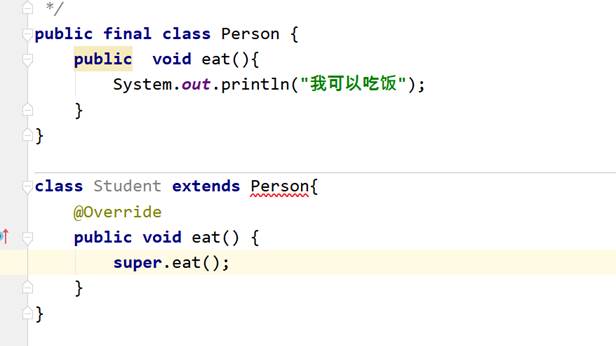 */
public final class Person {
public  void eat(){
System.out.println("我可以吃饭");
}
}
class Student extends Person{
@Override
public void eat() {
super.eat();
}
}